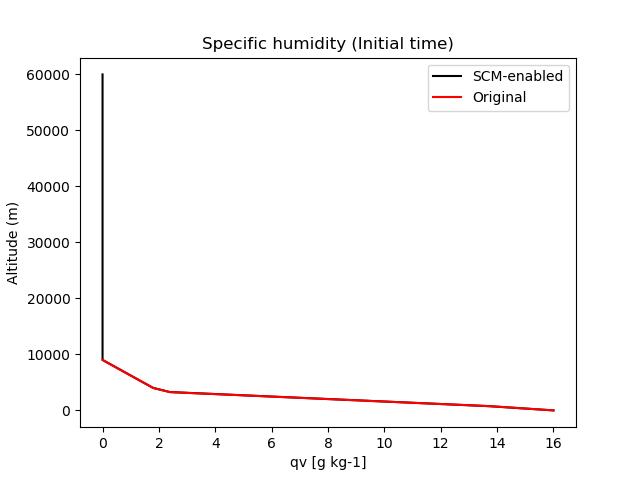 Specific humidity (Initial time)
SCM-enabled
Original
Altitude (m)
60000
50000
40000
30000
20000
10000
0
0 2 4 6 8 10 12 14 16
qv [g kg-1]